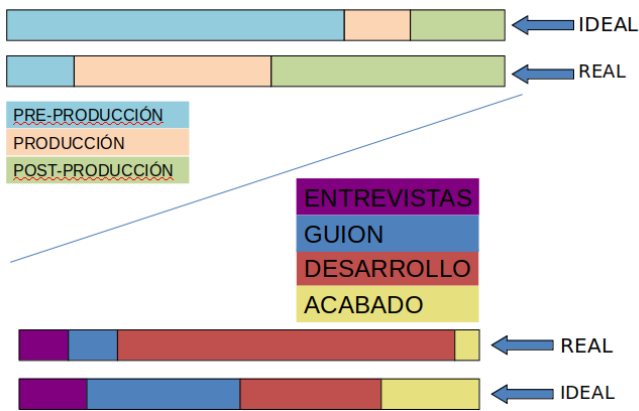 IDEAL
REAL
PRE-PRODUCCIÓN
PRODUCCIÓN
POST-PRODUCCIÓN
ENTREVISTAS
GUION
DESARROLLO
ACABADO
REAL
IDEAL